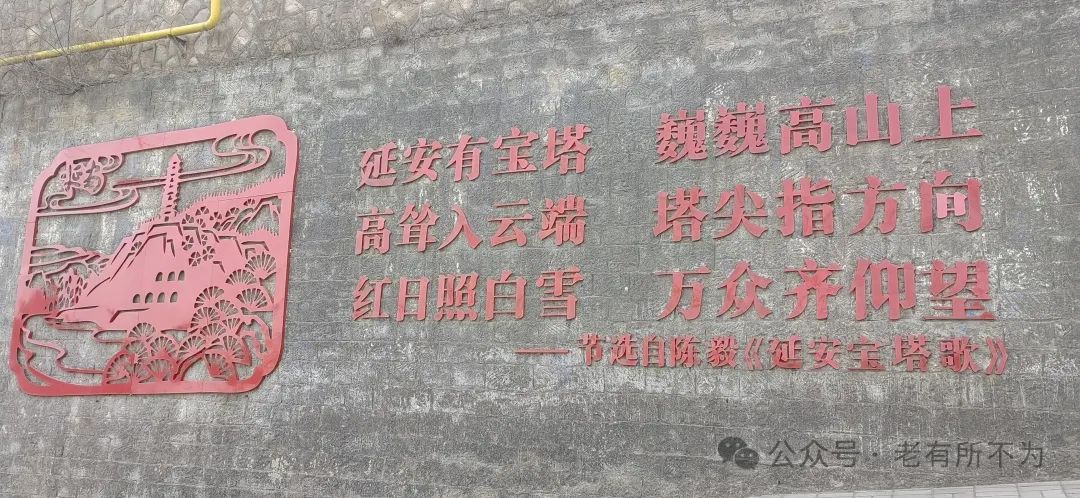 延安有宝塔 巍巍高山上
高耸入云端 塔尖指方向
红日照白雪 万众齐仰望
——节选自陈毅《延安宝塔歌》
公众号·老有所不为